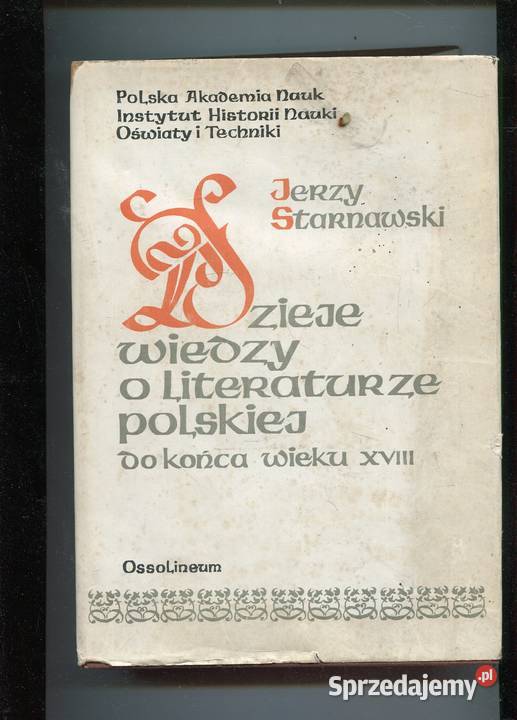 Polska Akademia Nauk
Instytut Historii Nauki
Oświaty i Techniki
Jerzy
Starnawski
Dzieje
wiedzy
o literaturze
polskiej
do końca wieku XVIII
Ossolineum
Sprzedajemy.pl